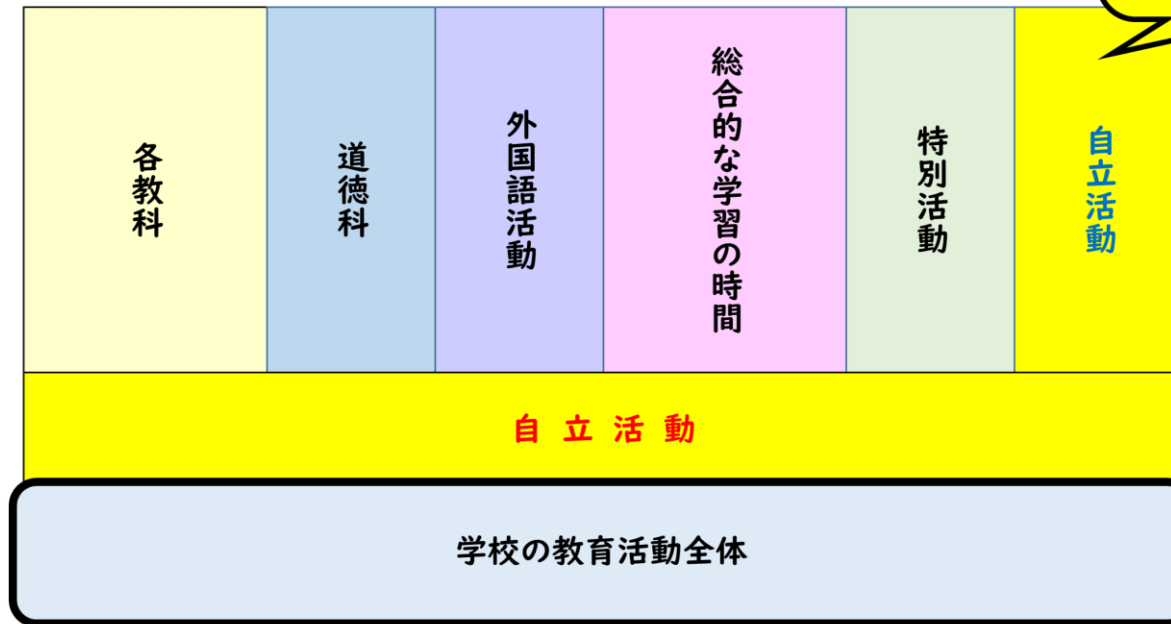 各教科
道徳科
外国語活動
総合的な学習の時間
特別活動
自立活動
自立活動
学校の教育活動全体